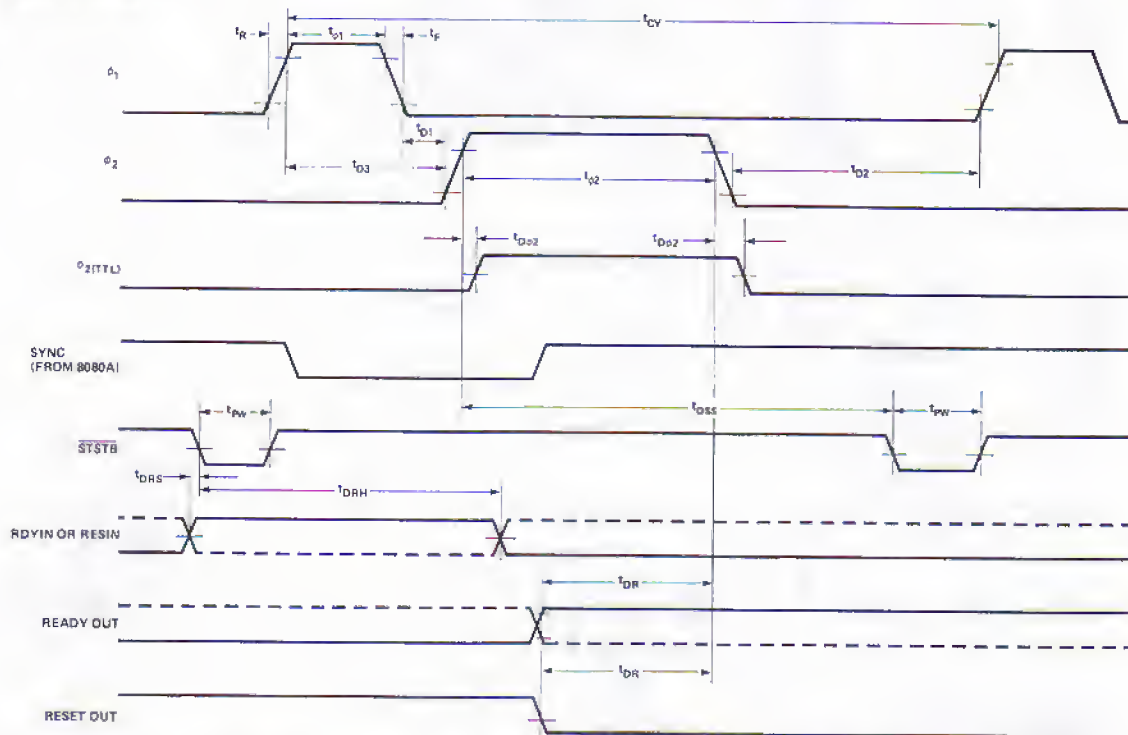 tCY
tR tφ1 tF
φ1
tD1
φ2 tD3 tD2
tφ2
tDφ2 tDφ2
φ2(TTL)
SYNC
(FROM 8080A)
tDSS
tPW tPW
STSTB
tDRS
tDRH
RDYIN OR RESIN
tDR
READY OUT
tDR
RESET OUT